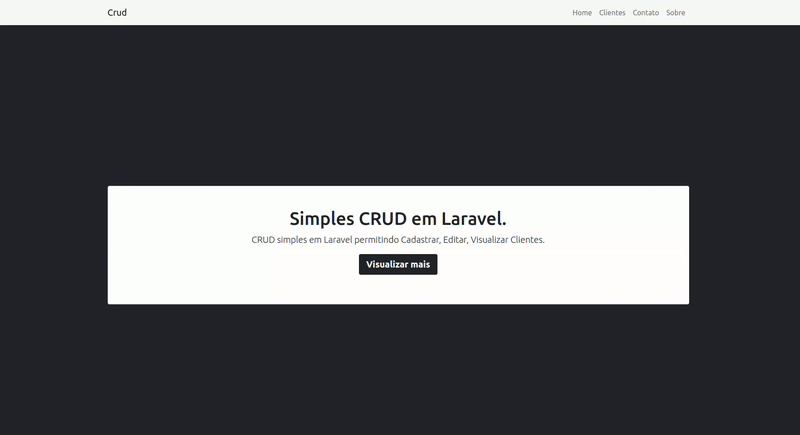 Crud
Home Clientes Contato Sobre
Simples CRUD em Laravel.
CRUD simples em Laravel permitindo Cadastrar, Editar, Visualizar Clientes.
Visualizar mais